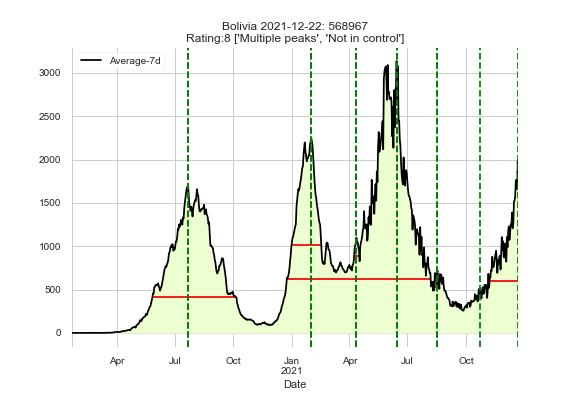 Bolivia 2021-12-22: 568967
Rating:8 ['Multiple peaks', 'Not in control']
Average-7d
3000
2500
2000
1500
1000
500
0
Apr Jul Oct Jan Apr Jul Oct
2021
Date